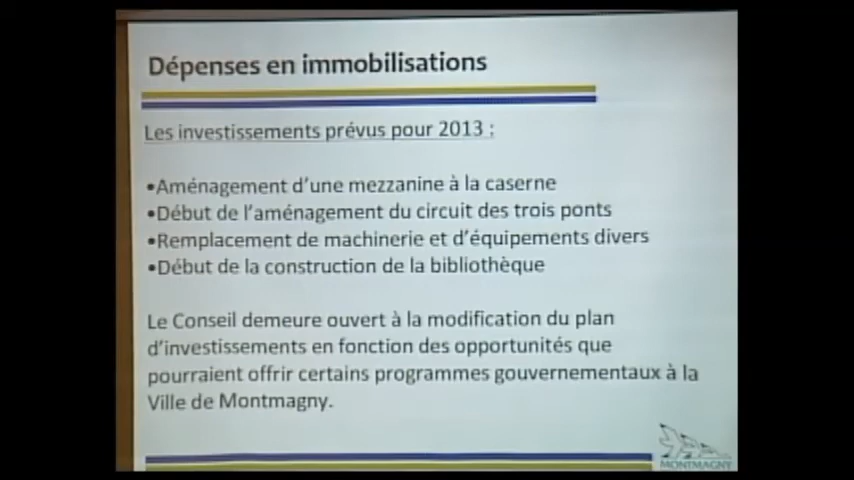 Dépenses en immobilisations
Les investissements prévus pour 2013 :
•Aménagement d'une mezzanine à la caserne
•Début de l'aménagement du circuit des trois ponts
•Remplacement de machinerie et d'équipements divers
•Début de la construction de la bibliothèque
Le Conseil demeure ouvert à la modification du plan
d'investissements en fonction des opportunités que
pourraient offrir certains programmes gouvernementaux à la
Ville de Montmagny.
MONTMAGNY